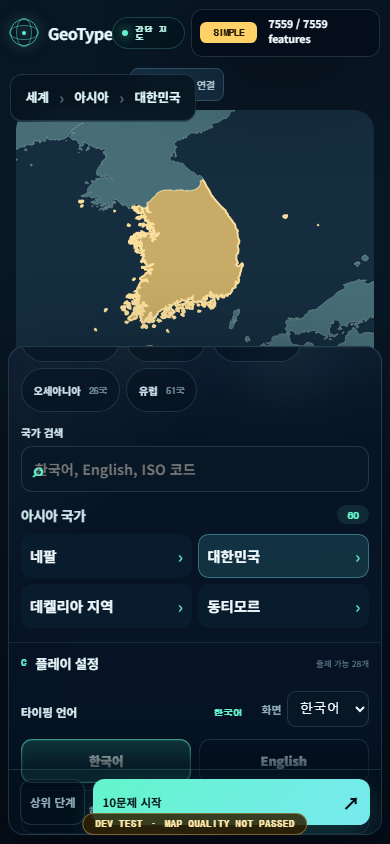 GeoType
간단 지
도
SIMPLE
7559 / 7559
features
연결
세계 › 아시아 › 대한민국
오세아니아 26국
유럽 51국
국가 검색
한국어, English, ISO 코드
아시아 국가
60
네팔 ›
대한민국 ›
데켈리아 지역 ›
동티모르 ›
C 플레이 설정
출제 가능 28개
타이핑 언어
한국어
화면
한국어
한국어
English
상위 단계
10문제 시작 ↗
DEV TEST · MAP QUALITY NOT PASSED